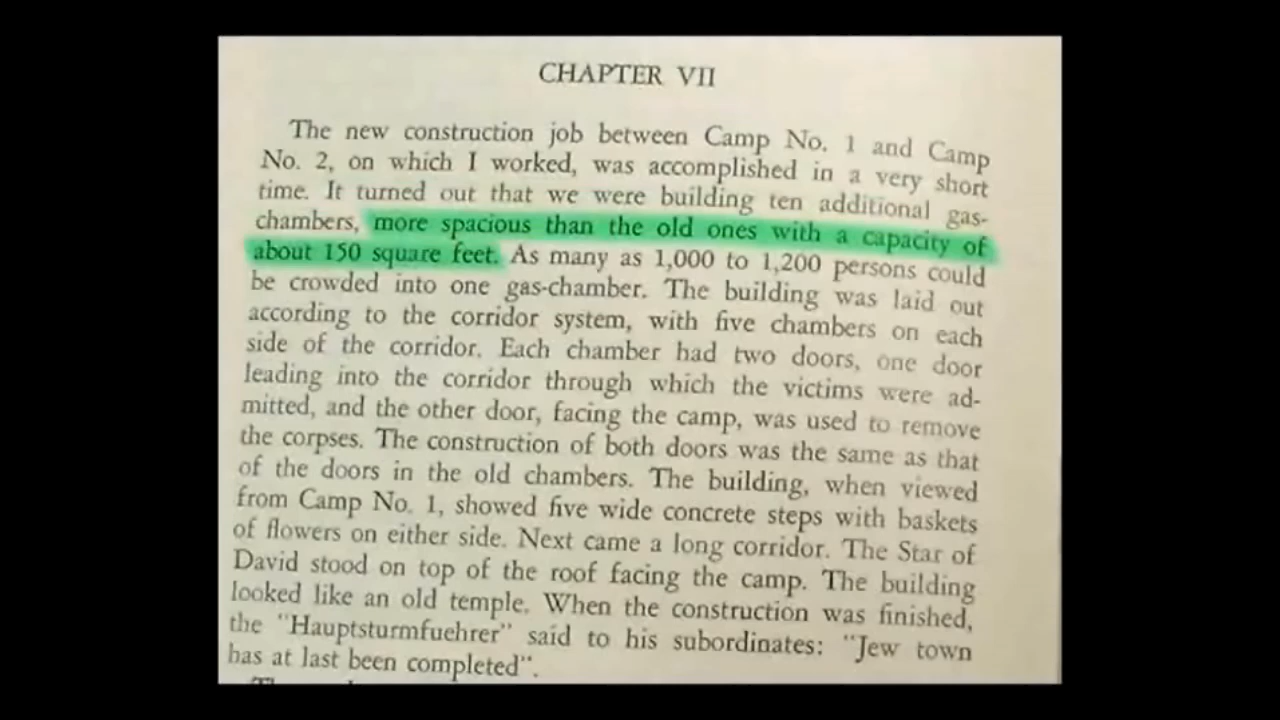 CHAPTER VII
The new construction job between Camp No. 1 and Camp
No. 2, on which I worked, was accomplished in a very short
time. It turned out that we were building ten additional gas-
chambers, more spacious than the old ones with a capacity of
about 150 square feet. As many as 1,000 to 1,200 persons could
be crowded into one gas-chamber. The building was laid out
according to the corridor system, with five chambers on each
side of the corridor. Each chamber had two doors, one door
leading into the corridor through which the victims were ad-
mitted, and the other door, facing the camp, was used to remove
the corpses. The construction of both doors was the same as that
of the doors in the old chambers. The building, when viewed
from Camp No. 1, showed five wide concrete steps with baskets
of flowers on either side. Next came a long corridor. The Star of
David stood on top of the roof facing the camp. The building
looked like an old temple. When the construction was finished,
the "Hauptsturmfuehrer" said to his subordinates: "Jew town
has at last been completed".